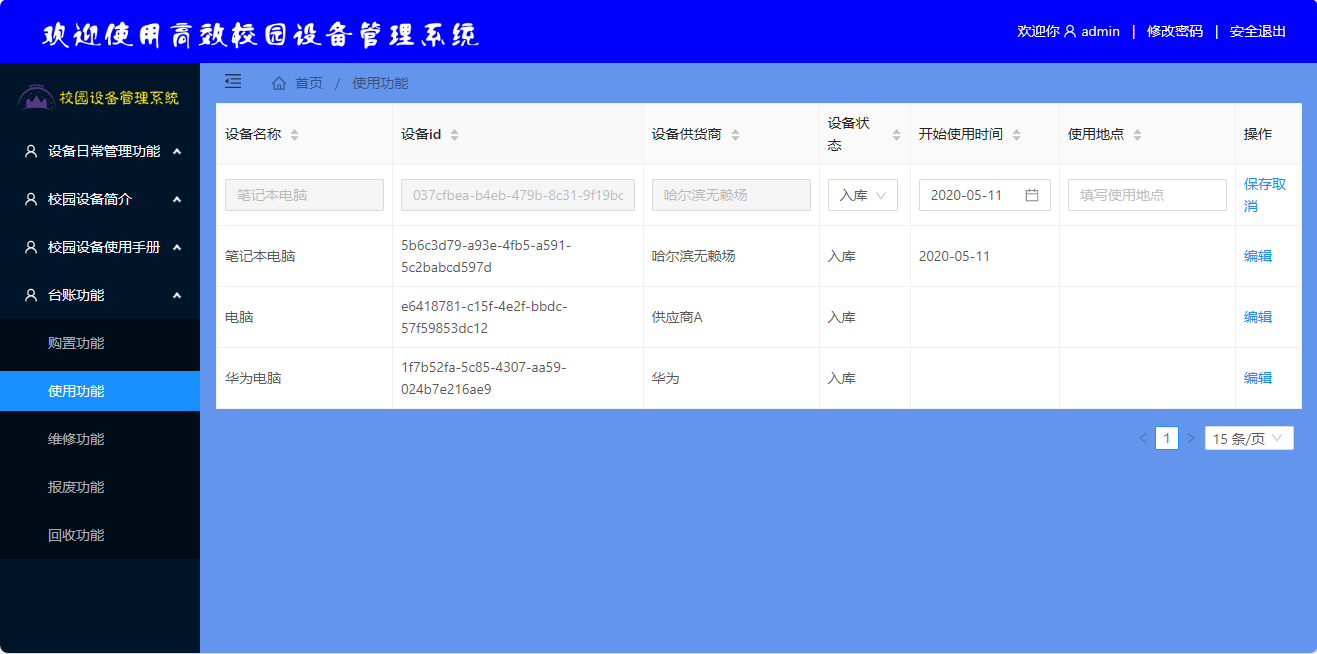 欢迎使用高效校园设备管理系统
欢迎你 admin | 修改密码 | 安全退出
校园设备管理系统
设备日常管理功能
校园设备简介
校园设备使用手册
台账功能
购置功能
使用功能
维修功能
报废功能
回收功能
首页 / 使用功能
设备名称 设备id 设备供货商 设备状态 开始使用时间 使用地点 操作
笔记本电脑 037cfbea-b4eb-479b-8c31-9f19bc 哈尔滨无赖场 入库 2020-05-11 填写使用地点 保存取消
笔记本电脑 5b6c3d79-a93e-4fb5-a591-5c2babcd597d 哈尔滨无赖场 入库 2020-05-11 编辑
电脑 e6418781-c15f-4e2f-bbdc-57f59853dc12 供应商A 入库 编辑
华为电脑 1f7b52fa-5c85-4307-aa59-024b7e216ae9 华为 入库 编辑
1 15 条/页